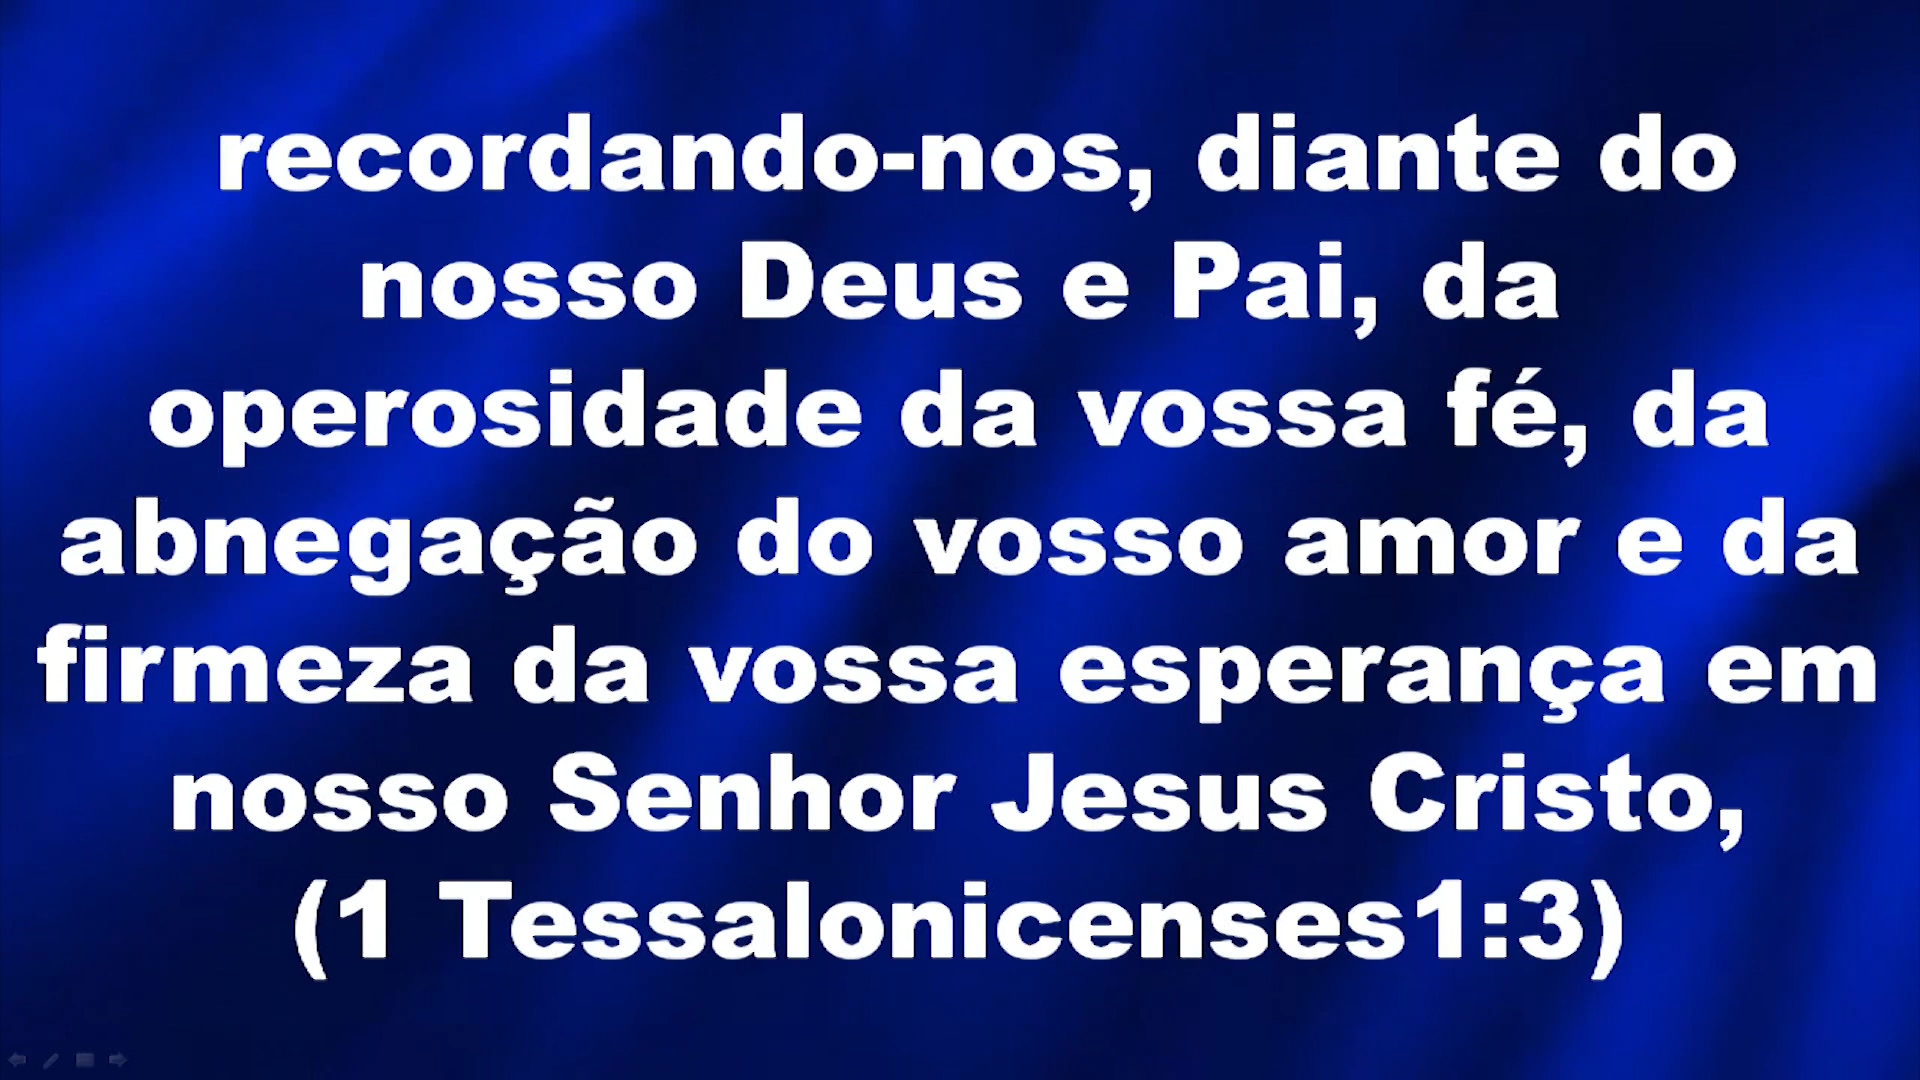 recordando-nos, diante do
nosso Deus e Pai, da
operosidade da vossa fé, da
abnegação do vosso amor e da
firmeza da vossa esperança em
nosso Senhor Jesus Cristo,
(1 Tessalonicenses1:3)